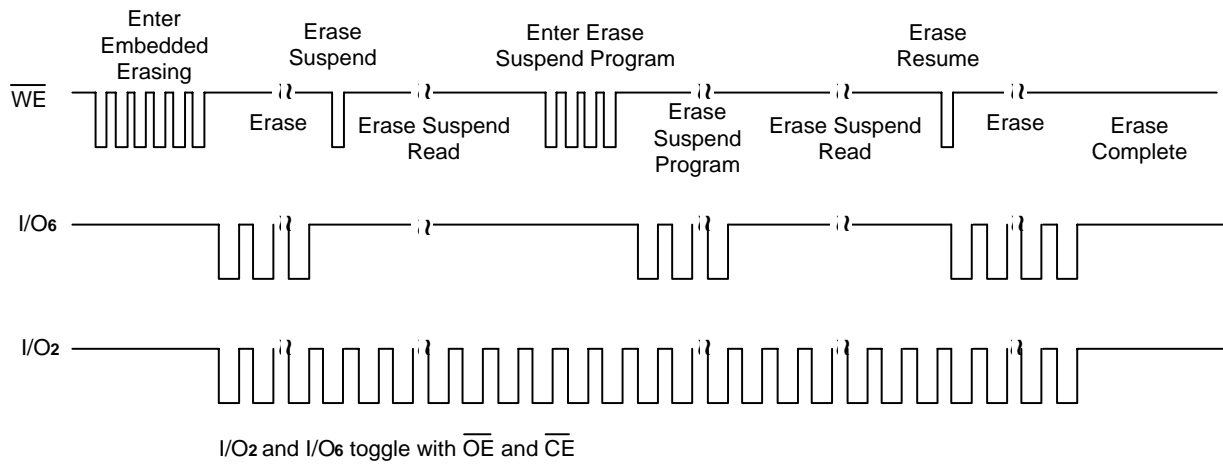 Enter
Embedded
Erasing
Erase
Suspend
Enter Erase
Suspend Program
Erase
Resume
WE
Erase
Erase Suspend
Read
Erase
Suspend
Program
Erase Suspend
Read
Erase
Erase
Complete
I/O6
I/O2
I/O2 and I/O6 toggle with OE and CE